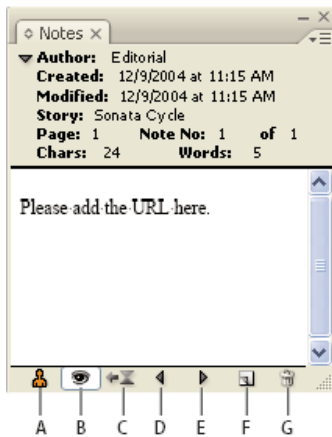 Notes
Author: Editorial
Created: 12/9/2004 at 11:15 AM
Modified: 12/9/2004 at 11:15 AM
Story: Sonata Cycle
Page: 1 Note No: 1 of 1
Chars: 24 Words: 5
Please add the URL here.
A B C D E F G